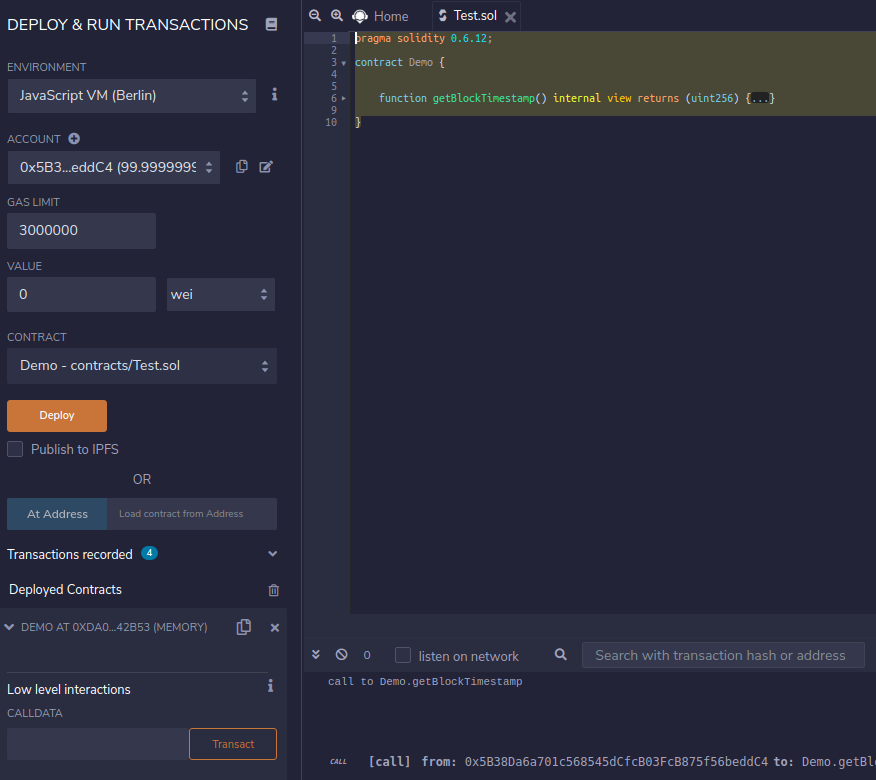 DEPLOY & RUN TRANSACTIONS
ENVIRONMENT
JavaScript VM (Berlin)
ACCOUNT
0x5B3...eddC4 (99.9999999
GAS LIMIT
3000000
VALUE
0 wei
CONTRACT
Demo - contracts/Test.sol
Deploy
Publish to IPFS
OR
At Address Load contract from Address
Transactions recorded 4
Deployed Contracts
DEMO AT 0XDA0...42B53 (MEMORY)
Low level interactions
CALLDATA
Transact
Home Test.sol
1 pragma solidity 0.6.12;
2
3 contract Demo {
4
5
6 function getBlockTimestamp() internal view returns (uint256) {...}
9
10 }
0 listen on network Search with transaction hash or address
call to Demo.getBlockTimestamp
CALL [call] from: 0x5B38Da6a701c568545dCfcB03FcB875f56beddC4 to: Demo.getBl